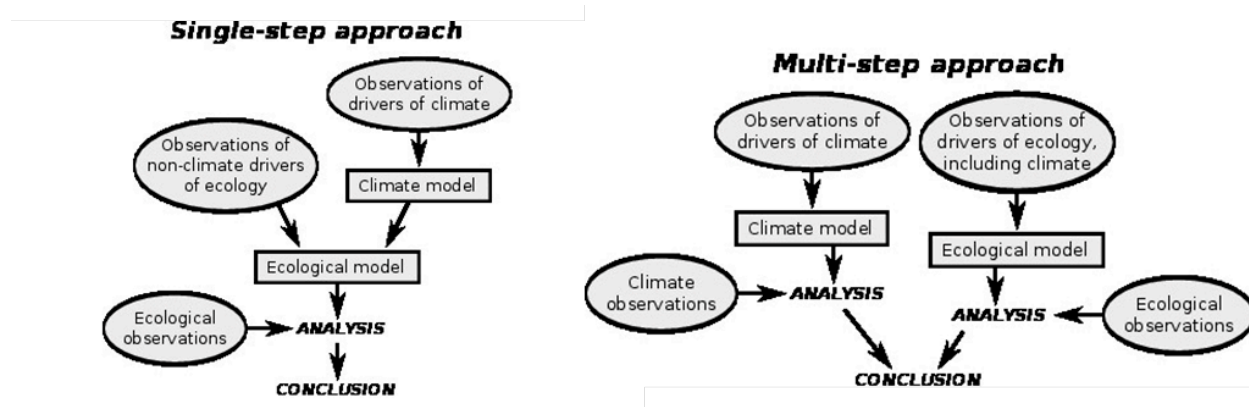 Single-step approach
Observations of
drivers of climate
Observations of
non-climate drivers
of ecology
Climate model
Ecological model
Ecological
observations
ANALYSIS
CONCLUSION
Multi-step approach
Observations of
drivers of climate
Observations of
drivers of ecology,
including climate
Climate model
Ecological model
Climate
observations
ANALYSIS
ANALYSIS
Ecological
observations
CONCLUSION